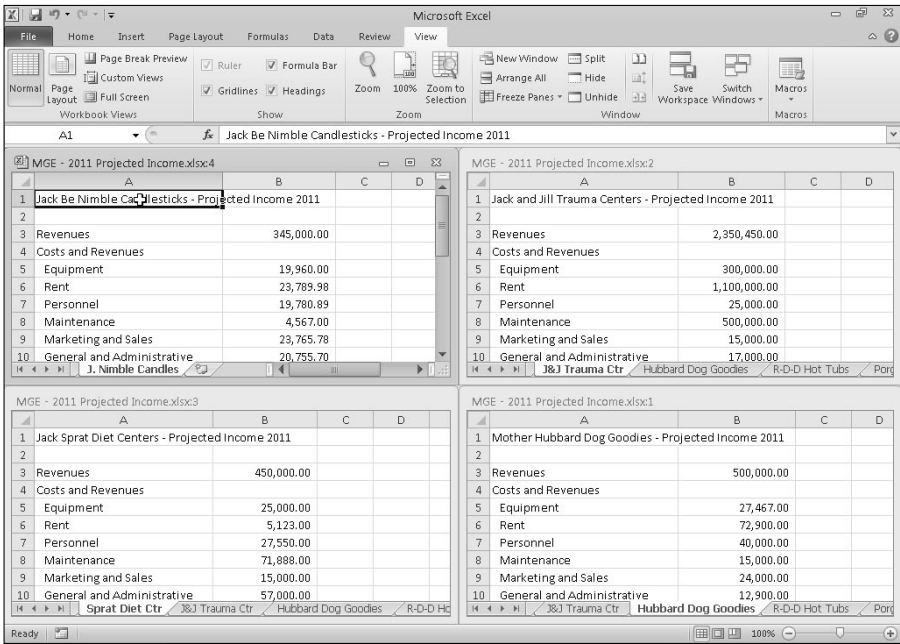 Microsoft Excel
File Home Insert Page Layout Formulas Data Review View
Normal
Page Layout
Page Break Preview
Custom Views
Full Screen
Workbook Views
Ruler
Formula Bar
Gridlines
Headings
Show
Zoom
100%
Zoom to Selection
Zoom
New Window
Arrange All
Freeze Panes
Split
Hide
Unhide
Save Workspace
Switch Windows
Window
Macros
Macros
A1 fx Jack Be Nimble Candlesticks - Projected Income 2011
MGE - 2011 Projected Income.xlsx:4
A B C D
1 Jack Be Nimble Candlesticks - Projected Income 2011
2
3 Revenues 345,000.00
4 Costs and Revenues
5 Equipment 19,960.00
6 Rent 23,789.98
7 Personnel 19,780.89
8 Maintenance 4,567.00
9 Marketing and Sales 23,765.78
10 General and Administrative 20,755.70
J. Nimble Candles
MGE - 2011 Projected Income.xlsx:2
A B C D
1 Jack and Jill Trauma Centers - Projected Income 2011
2
3 Revenues 2,350,450.00
4 Costs and Revenues
5 Equipment 300,000.00
6 Rent 1,100,000.00
7 Personnel 25,000.00
8 Maintenance 500,000.00
9 Marketing and Sales 15,000.00
10 General and Administrative 17,000.00
J&J Trauma Ctr Hubbard Dog Goodies R-D-D Hot Tubs Porg
MGE - 2011 Projected Income.xlsx:3
A B C D
1 Jack Sprat Diet Centers - Projected Income 2011
2
3 Revenues 450,000.00
4 Costs and Revenues
5 Equipment 25,000.00
6 Rent 5,123.00
7 Personnel 27,550.00
8 Maintenance 71,888.00
9 Marketing and Sales 15,000.00
10 General and Administrative 57,000.00
Sprat Diet Ctr J&J Trauma Ctr Hubbard Dog Goodies R-D-D Ho
MGE - 2011 Projected Income.xlsx:1
A B C D
1 Mother Hubbard Dog Goodies - Projected Income 2011
2
3 Revenues 500,000.00
4 Costs and Revenues
5 Equipment 27,467.00
6 Rent 72,900.00
7 Personnel 40,000.00
8 Maintenance 15,000.00
9 Marketing and Sales 24,000.00
10 General and Administrative 12,900.00
J&J Trauma Ctr Hubbard Dog Goodies R-D-D Hot Tubs Porg
Ready 100%